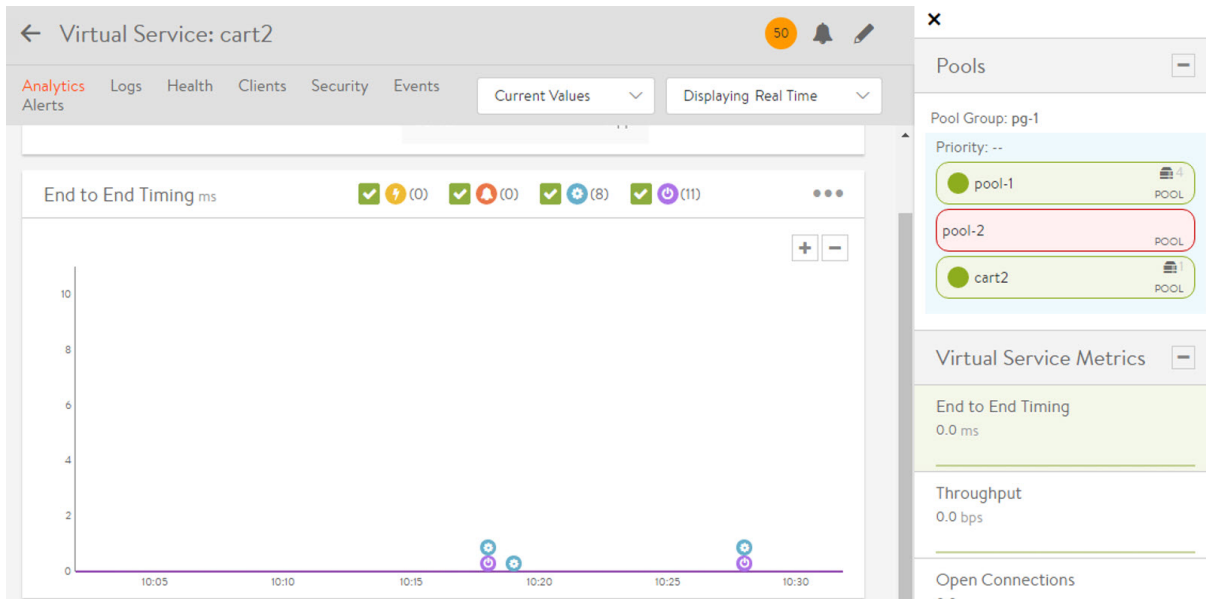 Virtual Service: cart2
50
Analytics Logs Health Clients Security Events
Alerts
Current Values
Displaying Real Time
End to End Timing ms
(0) (0) (8) (11)
+ −
10
8
6
4
2
0
10:05 10:10 10:15 10:20 10:25 10:30
Pools
Pool Group: pg-1
Priority: --
pool-1
4
POOL
pool-2
POOL
cart2
1
POOL
Virtual Service Metrics
End to End Timing
0.0 ms
Throughput
0.0 bps
Open Connections